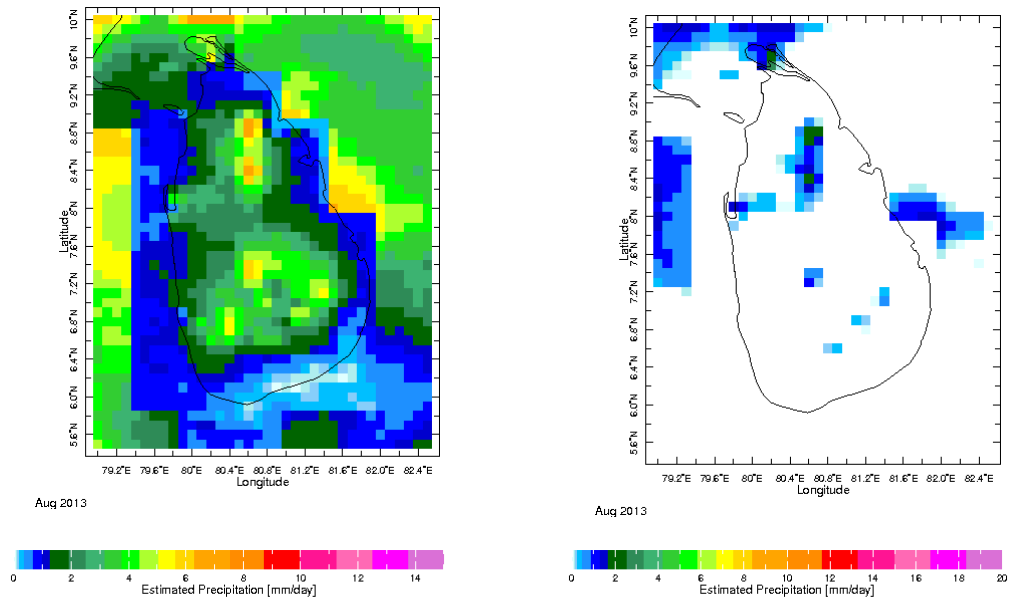 10°N
9.6°N
9.2°N
8.8°N
8.4°N
8°N
7.6°N
7.2°N
6.8°N
6.4°N
6.0°N
5.6°N
Latitude
79.2°E 79.6°E 80°E 80.4°E 80.8°E 81.2°E 81.6°E 82.0°E 82.4°E
Longitude
Aug 2013
0 2 4 6 8 10 12 14
Estimated Precipitation [mm/day]
10°N
9.6°N
9.2°N
8.8°N
8.4°N
8°N
7.6°N
7.2°N
6.8°N
6.4°N
6.0°N
5.6°N
Latitude
79.2°E 79.6°E 80°E 80.4°E 80.8°E 81.2°E 81.6°E 82.0°E 82.4°E
Longitude
Aug 2013
0 2 4 6 8 10 12 14 16 18 20
Estimated Precipitation [mm/day]